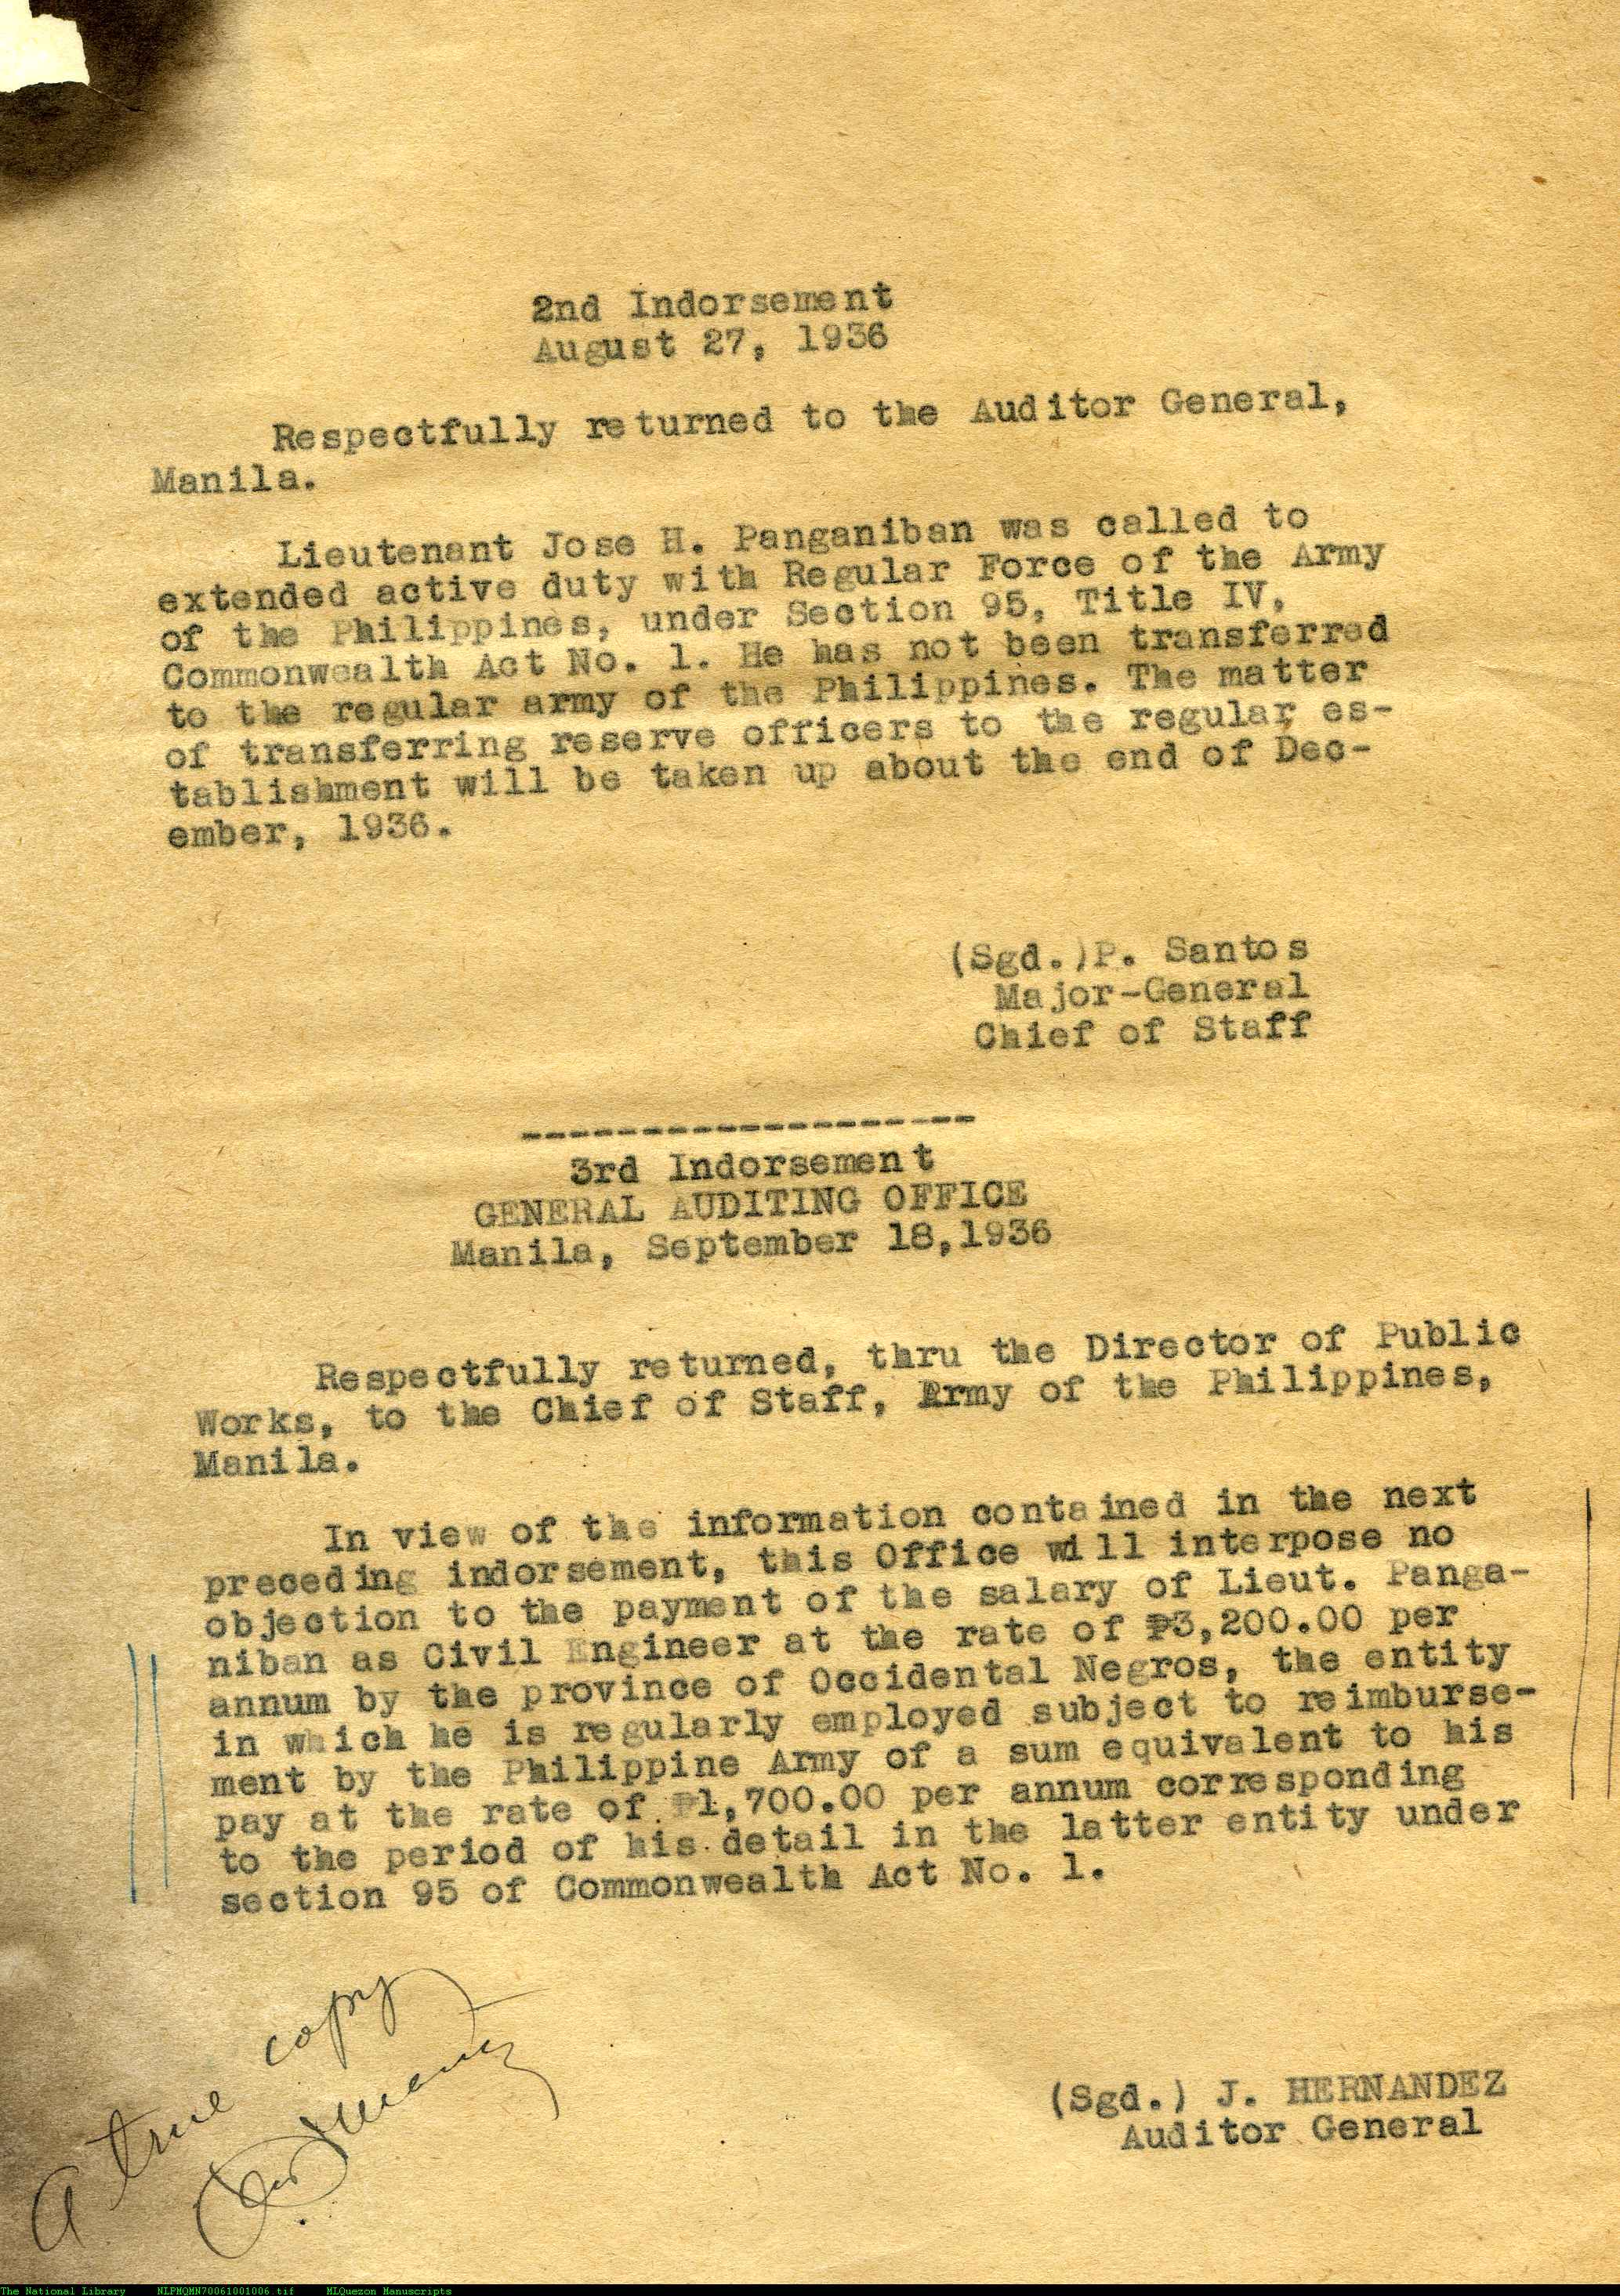 2nd Indorsement
August 27, 1936
Respectfully returned to the Auditor General,
Manila.
Lieutenant Jose H. Panganiban was called to
extended active duty with Regular Force of the Army
of the Philippines, under Section 95, Title IV,
Commonwealth Act No. 1. He has not been transferred
to the regular army of the Philippines. The matter
of transferring reserve officers to the regular es-
tablishment will be taken up about the end of Dec-
ember, 1936.
(Sgd.)P. Santos
Major-General
Chief of Staff
-------------------
3rd Indorsement
GENERAL AUDITING OFFICE
Manila, September 18,1936
Respectfully returned, thru the Director of Public
Works, to the Chief of Staff, Army of the Philippines,
Manila.
In view of the information contained in the next
preceding indorsement, this Office will interpose no
objection to the payment of the salary of Lieut. Panga-
niban as Civil Engineer at the rate of ₱3,200.00 per
annum by the province of Occidental Negros, the entity
in which he is regularly employed subject to reimburse-
ment by the Philippine Army of a sum equivalent to his
pay at the rate of ₱1,700.00 per annum corresponding
to the period of his detail in the latter entity under
section 95 of Commonwealth Act No. 1.
A true copy
(Sgd.) J. HERNANDEZ
Auditor General
The National Library NLPMQMN70061001006.tif MLQuezon Manuscripts